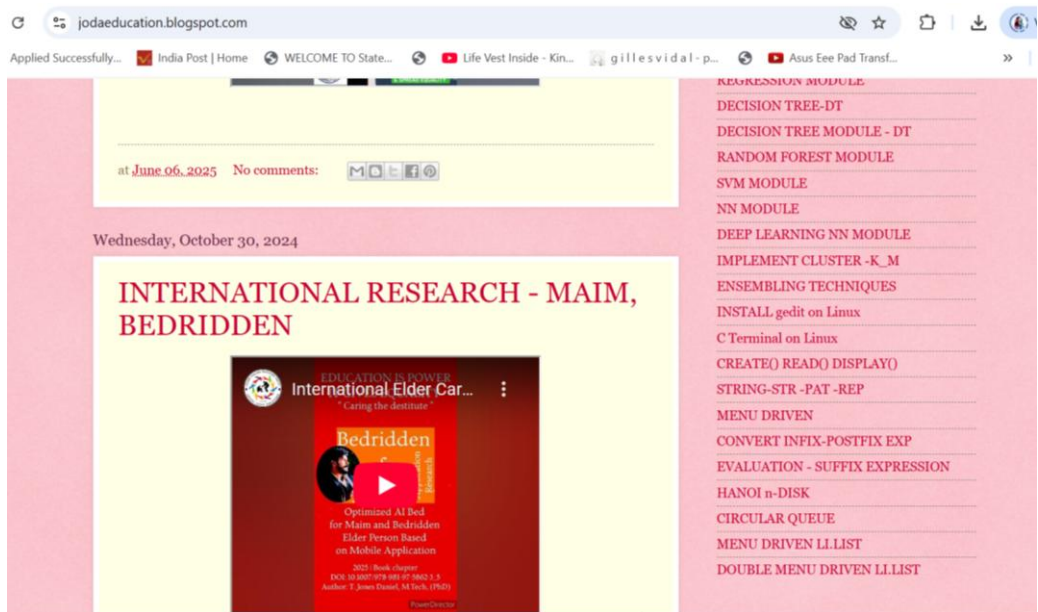 jodaeducation.blogspot.com
Applied Successfully...
India Post | Home
WELCOME TO State...
Life Vest Inside - Kin...
g i l l e s v i d a l - p...
Asus Eee Pad Transf...
»
at June 06, 2025 No comments:
Wednesday, October 30, 2024
INTERNATIONAL RESEARCH - MAIM,
BEDRIDDEN
International Elder Car...
EDUCATION IS POWER
"Caring the destitute"
Bedridden
Research
Optimized AI Bed
for Maim and Bedridden
Elder Person Based
on Mobile Application
2025 | Book chapter
Author: T. Jones Daniel, M.Tech, (PhD)
PowerDirector
REGRESSION MODULE
DECISION TREE-DT
DECISION TREE MODULE - DT
RANDOM FOREST MODULE
SVM MODULE
NN MODULE
DEEP LEARNING NN MODULE
IMPLEMENT CLUSTER -K_M
ENSEMBLING TECHNIQUES
INSTALL gedit on Linux
C Terminal on Linux
CREATE() READ() DISPLAY()
STRING-STR -PAT -REP
MENU DRIVEN
CONVERT INFIX-POSTFIX EXP
EVALUATION - SUFFIX EXPRESSION
HANOI n-DISK
CIRCULAR QUEUE
MENU DRIVEN LI.LIST
DOUBLE MENU DRIVEN LI.LIST